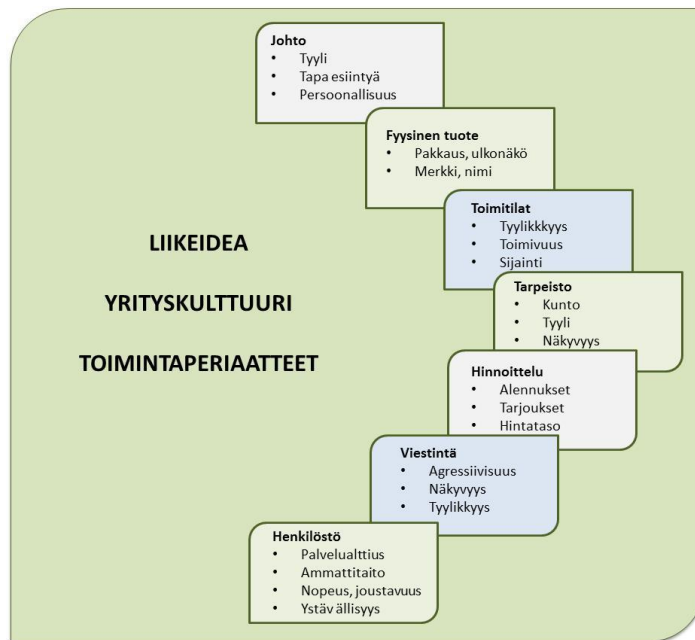 Johto
• Tyyli
• Tapa esiintyä
• Persoonallisuus
Fyysinen tuote
• Pakkaus, ulkonäkö
• Merkki, nimi
Toimitilat
• Tyylikkkyys
• Toimivuus
• Sijainti
Tarpeisto
• Kunto
• Tyyli
• Näkyvyys
Hinnoittelu
• Alennukset
• Tarjoukset
• Hintataso
Viestintä
• Agressiivisuus
• Näkyvyys
• Tyylikkyys
Henkilöstö
• Palvelualttius
• Ammattitaito
• Nopeus, joustavuus
• Ystäv ällisyys
LIIKEIDEA
YRITYSKULTTUURI
TOIMINTAPERIAATTEET